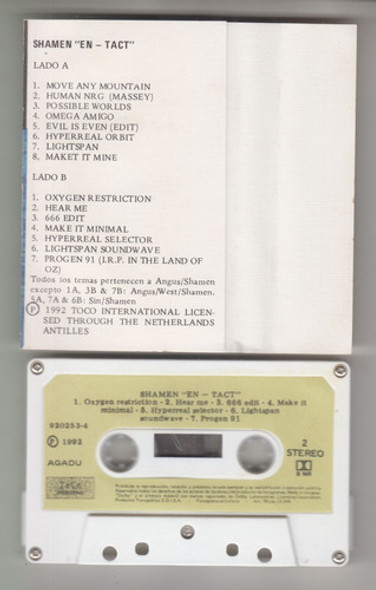 SHAMEN "EN – TACT"
LADO A
1. MOVE ANY MOUNTAIN
2. HUMAN NRG (MASSEY)
3. POSSIBLE WORLDS
4. OMEGA AMIGO
5. EVIL IS EVEN (EDIT)
6. HYPERREAL ORBIT
7. LIGHTSPAN
8. MAKET IT MINE
LADO B
1. OXYGEN RESTRICTION
2. HEAR ME
3. 666 EDIT
4. MAKE IT MINIMAL
5. HYPERREAL SELECTOR
6. LIGHTSPAN SOUNDWAVE
7. PROGEN 91 (I.R.P. IN THE LAND OF
OZ)
Todos los temas pertenecen a Angus/Shamen
excepto 1A, 3B & 7B: Angus/West/Shamen.
5A, 7A & 6B: Sin/Shamen
Ⓟ 1992 TOCO INTERNATIONAL LICEN-
SED THROUGH THE NETHERLANDS
ANTILLES
SHAMEN "EN – TACT"
1. Oxygen restriction - 2. Hear me - 3. 666 edit - 4. Make it
minimal - 5. Hyperreal selector - 6. Lightspan
soundwave - 7. Progen 91
920253-4
Ⓟ 1992
AGADU
2
STEREO